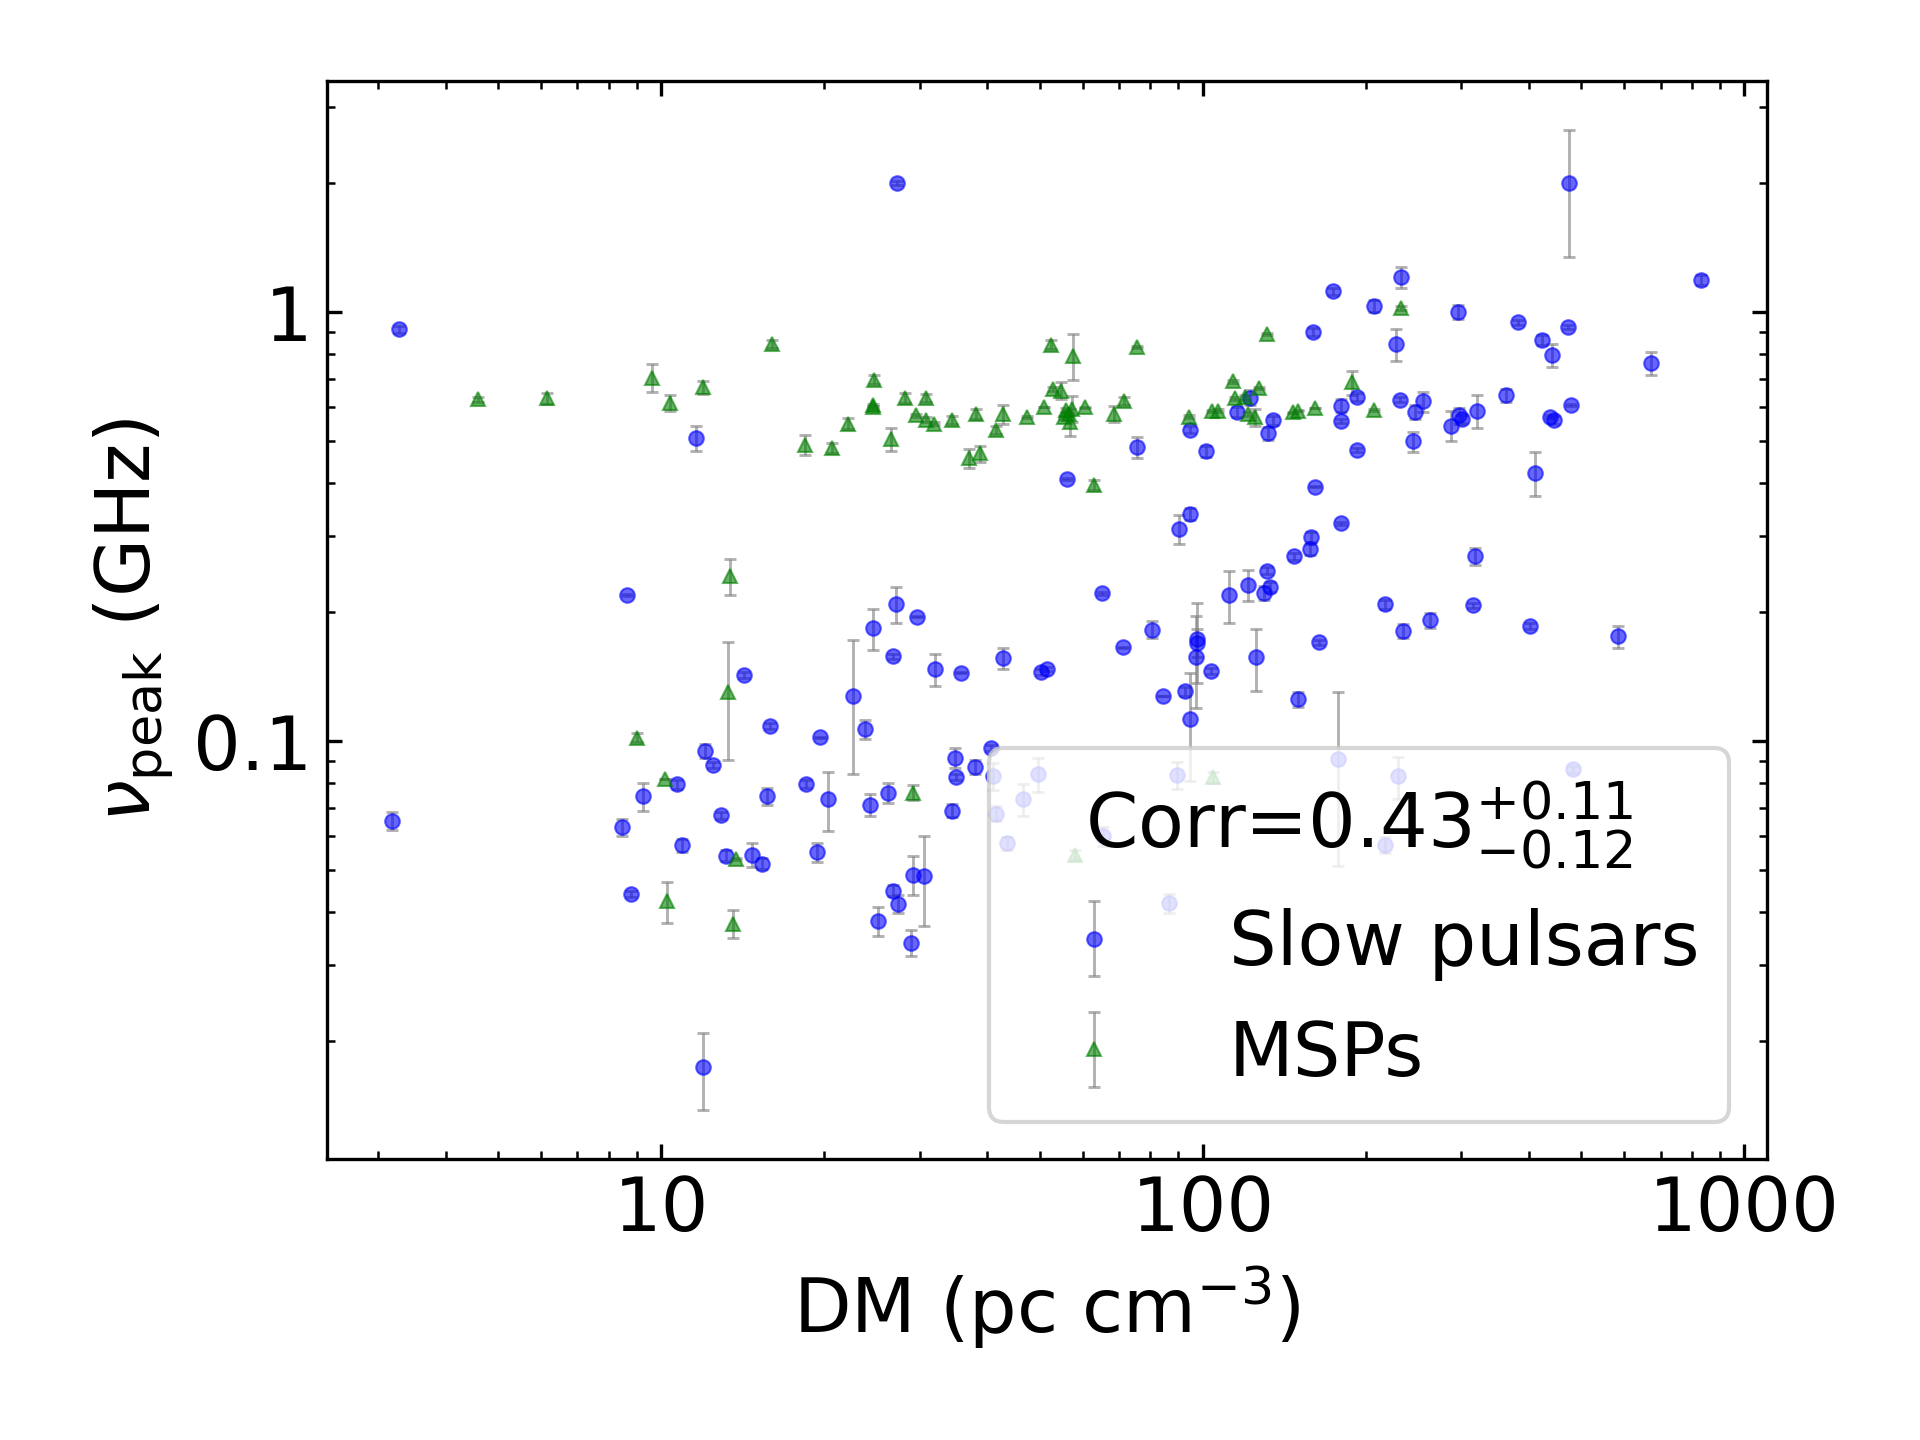 1
0.1
ν_peak (GHz)
Corr=0.43^{+0.11}_{−0.12}
Slow pulsars
MSPs
10 100 1000
DM (pc cm⁻³)